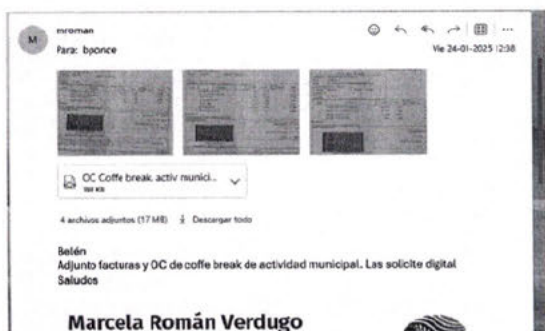 M
mroman
Para: bponce
Vie 24-01-2025 12:38
OC Coffe break. activ munici...
4 archivos adjuntos (17 MB) Descargar todo
Belén
Adjunto facturas y OC de coffe break de actividad municipal. Las solicite digital
Saludos
Marcela Román Verdugo